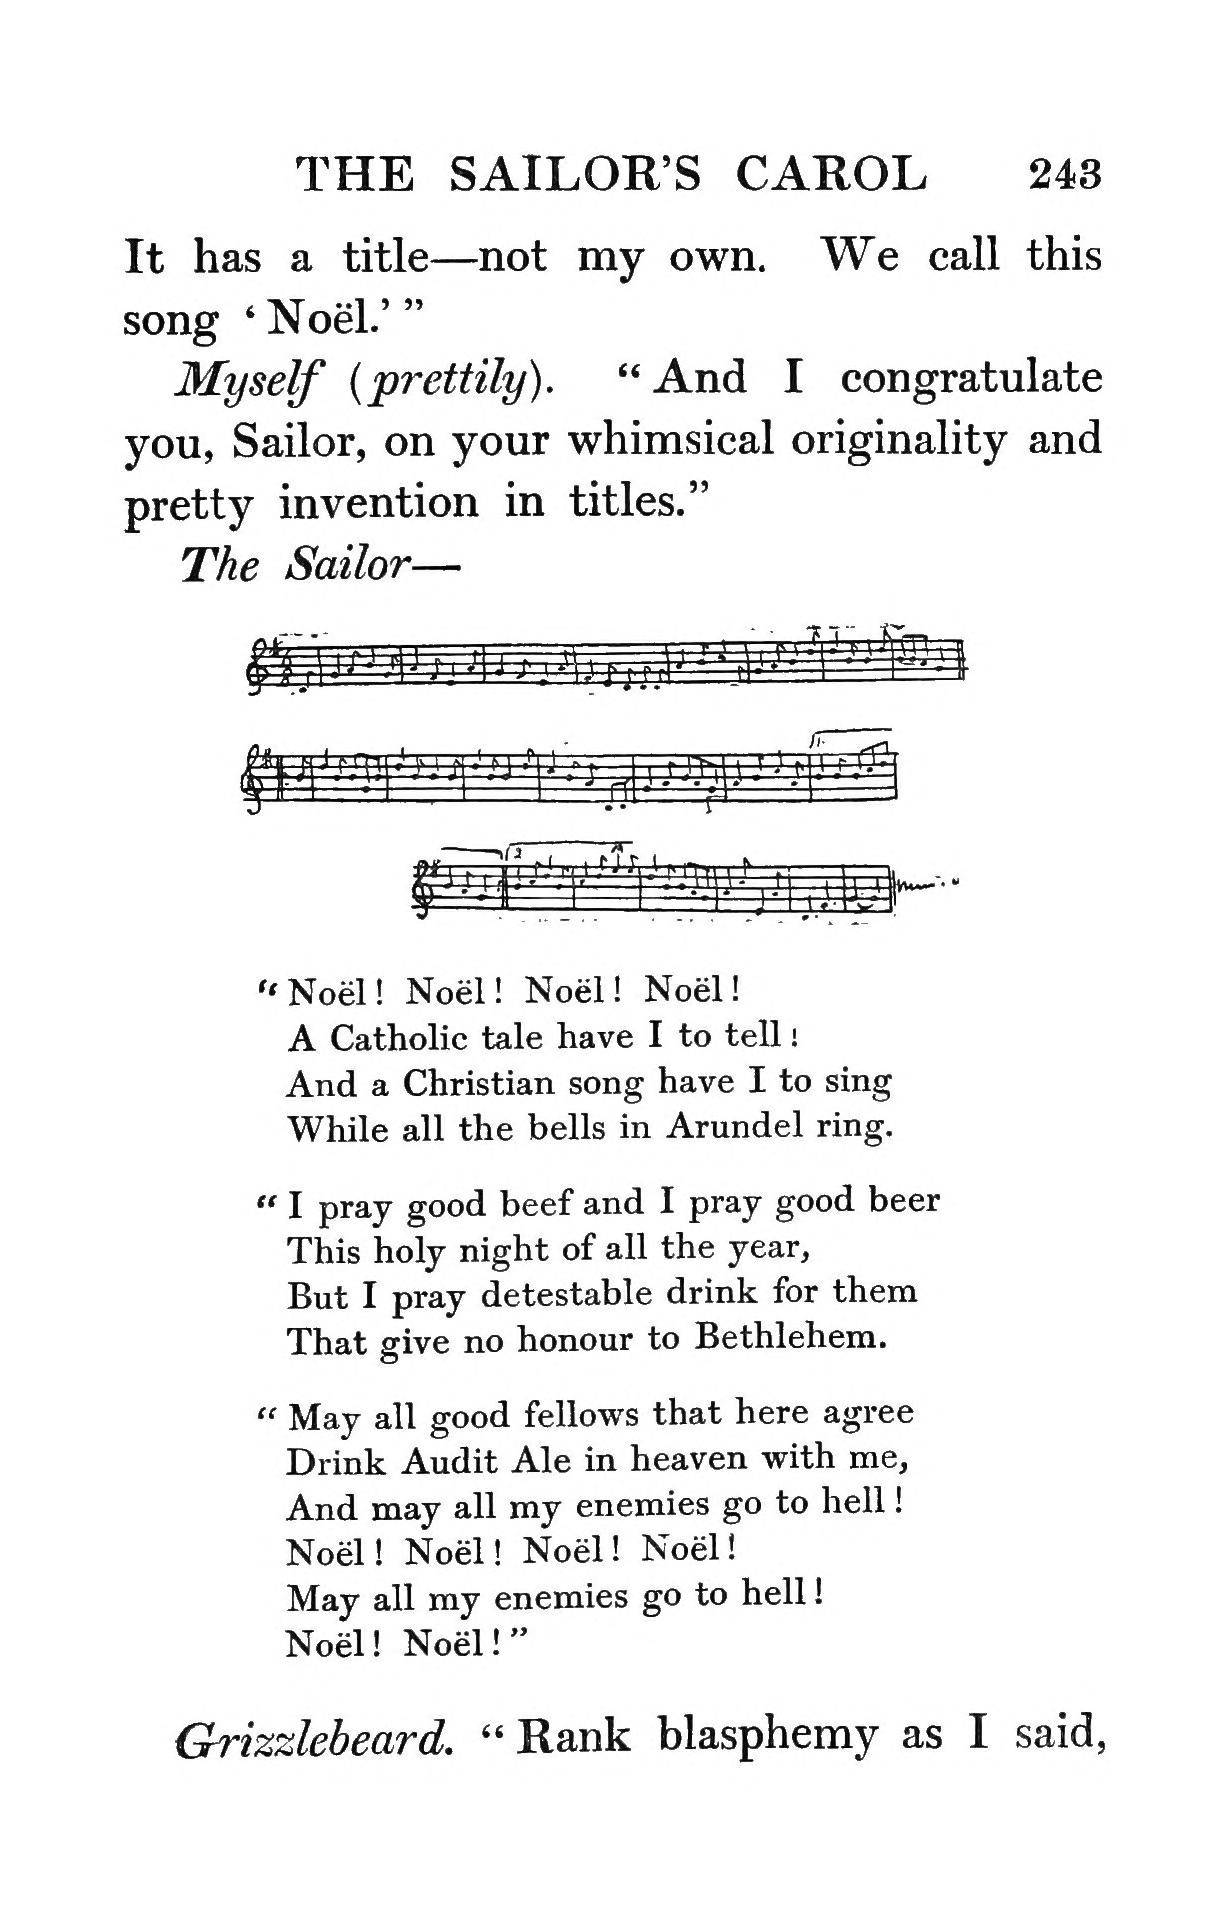 THE SAILOR'S CAROL 243
It has a title—not my own. We call this
song ‘Noël.’”
Myself (prettily). “And I congratulate
you, Sailor, on your whimsical originality and
pretty invention in titles.”
The Sailor—
1.
2
“Noël! Noël! Noël! Noël!
A Catholic tale have I to tell!
And a Christian song have I to sing
While all the bells in Arundel ring.
“I pray good beef and I pray good beer
This holy night of all the year,
But I pray detestable drink for them
That give no honour to Bethlehem.
“May all good fellows that here agree
Drink Audit Ale in heaven with me,
And may all my enemies go to hell!
Noël! Noël! Noël! Noël!
May all my enemies go to hell!
Noël! Noël!”
Grizzlebeard. “Rank blasphemy as I said,